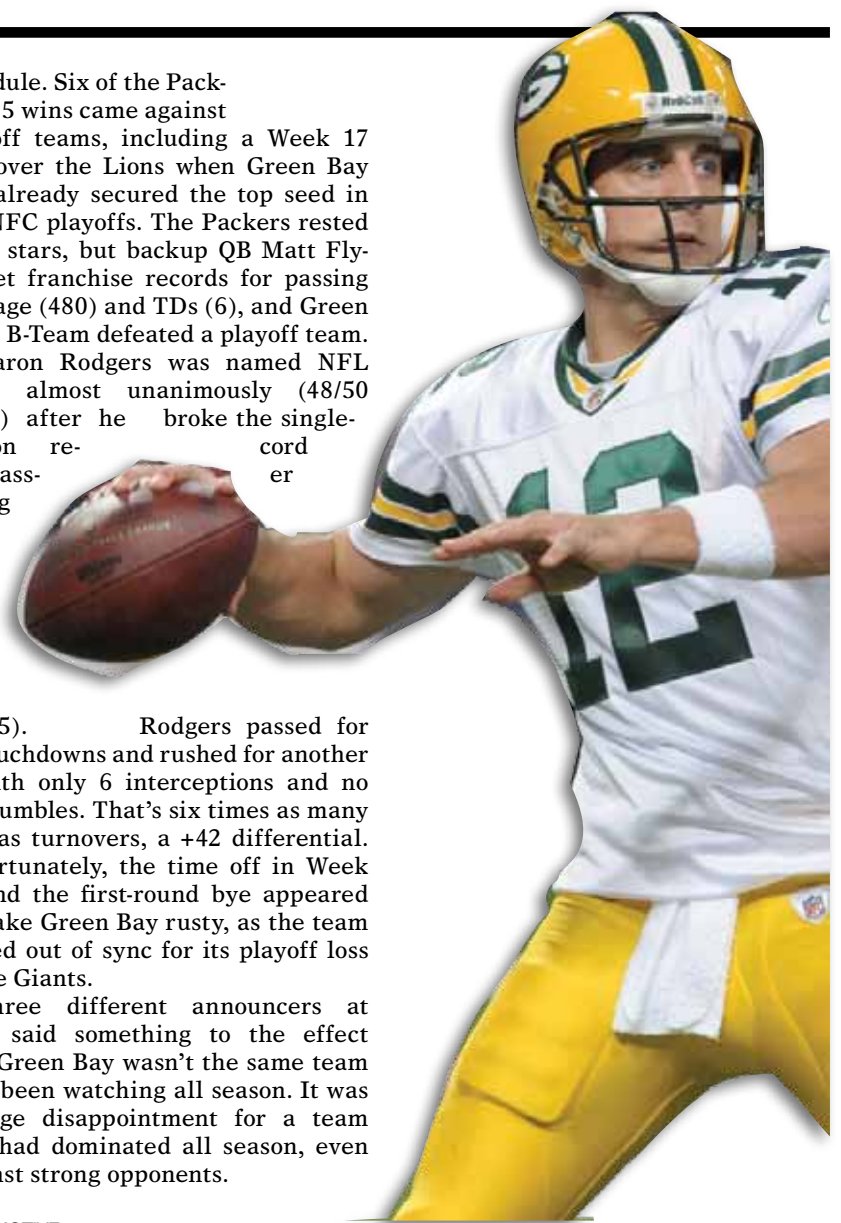 dule. Six of the Pack-
5 wins came against
off teams, including a Week 17
over the Lions when Green Bay
already secured the top seed in
NFC playoffs. The Packers rested
stars, but backup QB Matt Fly-
et franchise records for passing
age (480) and TDs (6), and Green
B-Team defeated a playoff team.
aron Rodgers was named NFL
almost unanimously (48/50
) after he broke the single-
on re- cord
ass- er
g
5). Rodgers passed for
uchdowns and rushed for another
th only 6 interceptions and no
umbles. That's six times as many
as turnovers, a +42 differential.
rtunately, the time off in Week
nd the first-round bye appeared
ake Green Bay rusty, as the team
ed out of sync for its playoff loss
e Giants.
hree different announcers at
said something to the effect
Green Bay wasn't the same team
been watching all season. It was
ge disappointment for a team
had dominated all season, even
nst strong opponents.
G
12
12